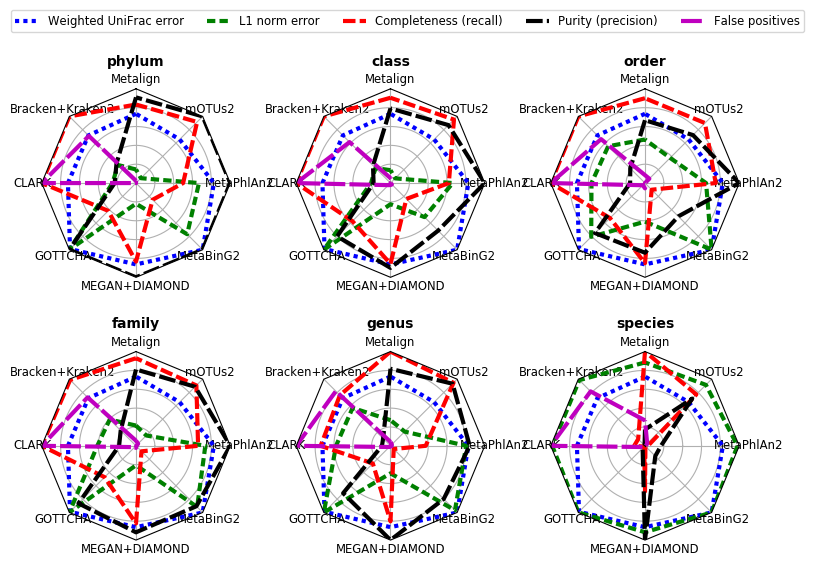 Weighted UniFrac error L1 norm error Completeness (recall) Purity (precision) False positives
phylum class order
Metalign Metalign Metalign
Bracken+Kraken2 mOTUs2 Bracken+Kraken2 mOTUs2 Bracken+Kraken2 mOTUs2
CLARK MetaPhlAn2 CLARK MetaPhlAn2 CLARK MetaPhlAn2
GOTTCHA MetaBinG2 GOTTCHA MetaBinG2 GOTTCHA MetaBinG2
MEGAN+DIAMOND MEGAN+DIAMOND MEGAN+DIAMOND
family genus species
Metalign Metalign Metalign
Bracken+Kraken2 mOTUs2 Bracken+Kraken2 mOTUs2 Bracken+Kraken2 mOTUs2
CLARK MetaPhlAn2 CLARK MetaPhlAn2 CLARK MetaPhlAn2
GOTTCHA MetaBinG2 GOTTCHA MetaBinG2 GOTTCHA MetaBinG2
MEGAN+DIAMOND MEGAN+DIAMOND MEGAN+DIAMOND